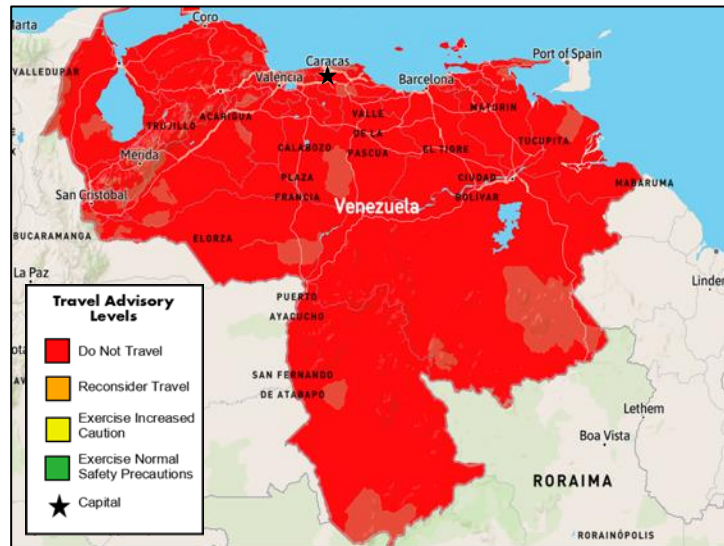 Marta
Coro
Caracas
Port of Spain
VALLEDUPAR
Valencia
Barcelona
MATURIN
ACARIGUA
VALLE
TRUJILLO
DE LA
TUCUPITA
CALABOZO
PASCUA
EL TIGRE
Mérida
PLAZA
CIUDAD
MABARUMA
San Cristobal
FRANCIA
Venezuela
BOLIVAR
BUCARAMANGA
ELORZA
La Paz
Linden
PUERTO
AYACUCHO
SAN FERNANDO
DE ATABAPO
Lethem
Boa Vista
RORAIMA
RORAINÓPOLIS
Travel Advisory
Levels
Do Not Travel
Reconsider Travel
Exercise Increased
Caution
Exercise Normal
Safety Precautions
Capital